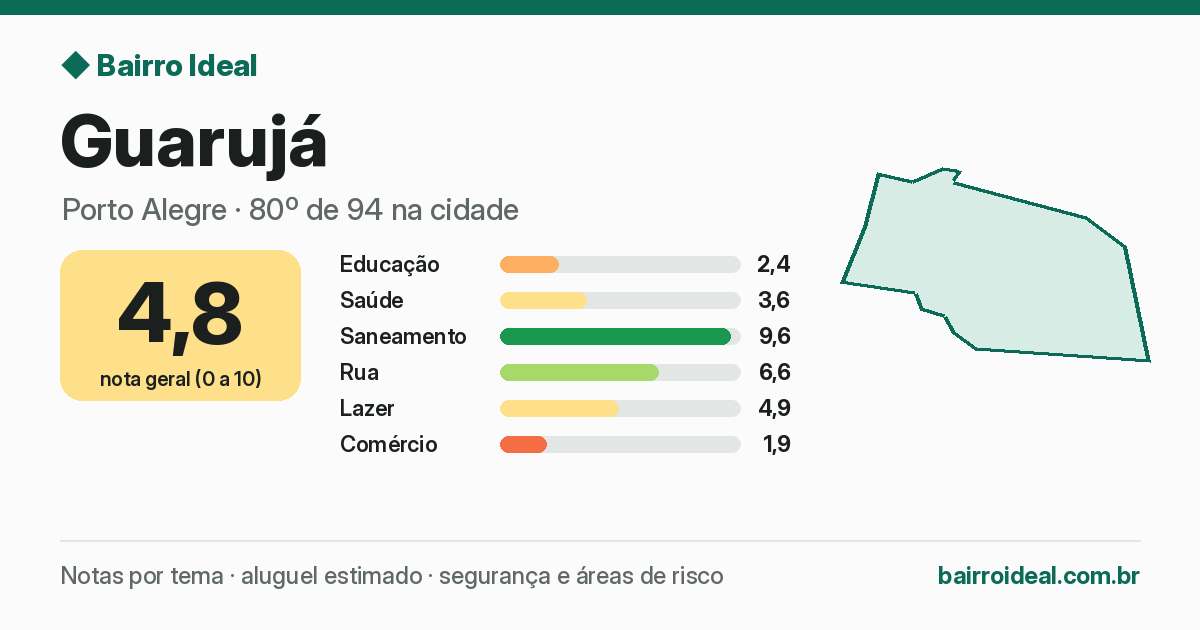 Bairro Ideal
Guarujá
Porto Alegre · 80º de 94 na cidade
4,8
nota geral (0 a 10)
Educação 2,4
Saúde 3,6
Saneamento 9,6
Rua 6,6
Lazer 4,9
Comércio 1,9
Notas por tema · aluguel estimado · segurança e áreas de risco
bairroideal.com.br